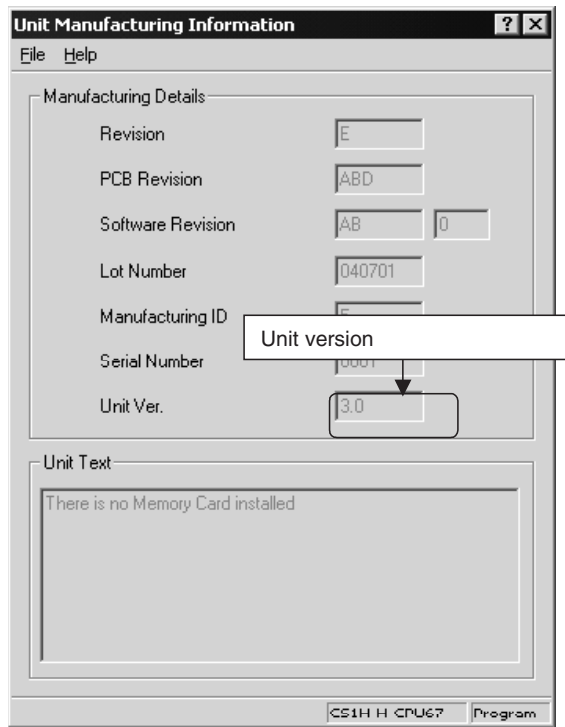 Unit Manufacturing Information
File Help
Manufacturing Details
Revision E
PCB Revision ABD
Software Revision AB 0
Lot Number 040701
Manufacturing ID
Unit version
Serial Number 0001
Unit Ver. 3.0
Unit Text
There is no Memory Card installed
CS1H-H CPU67 Program